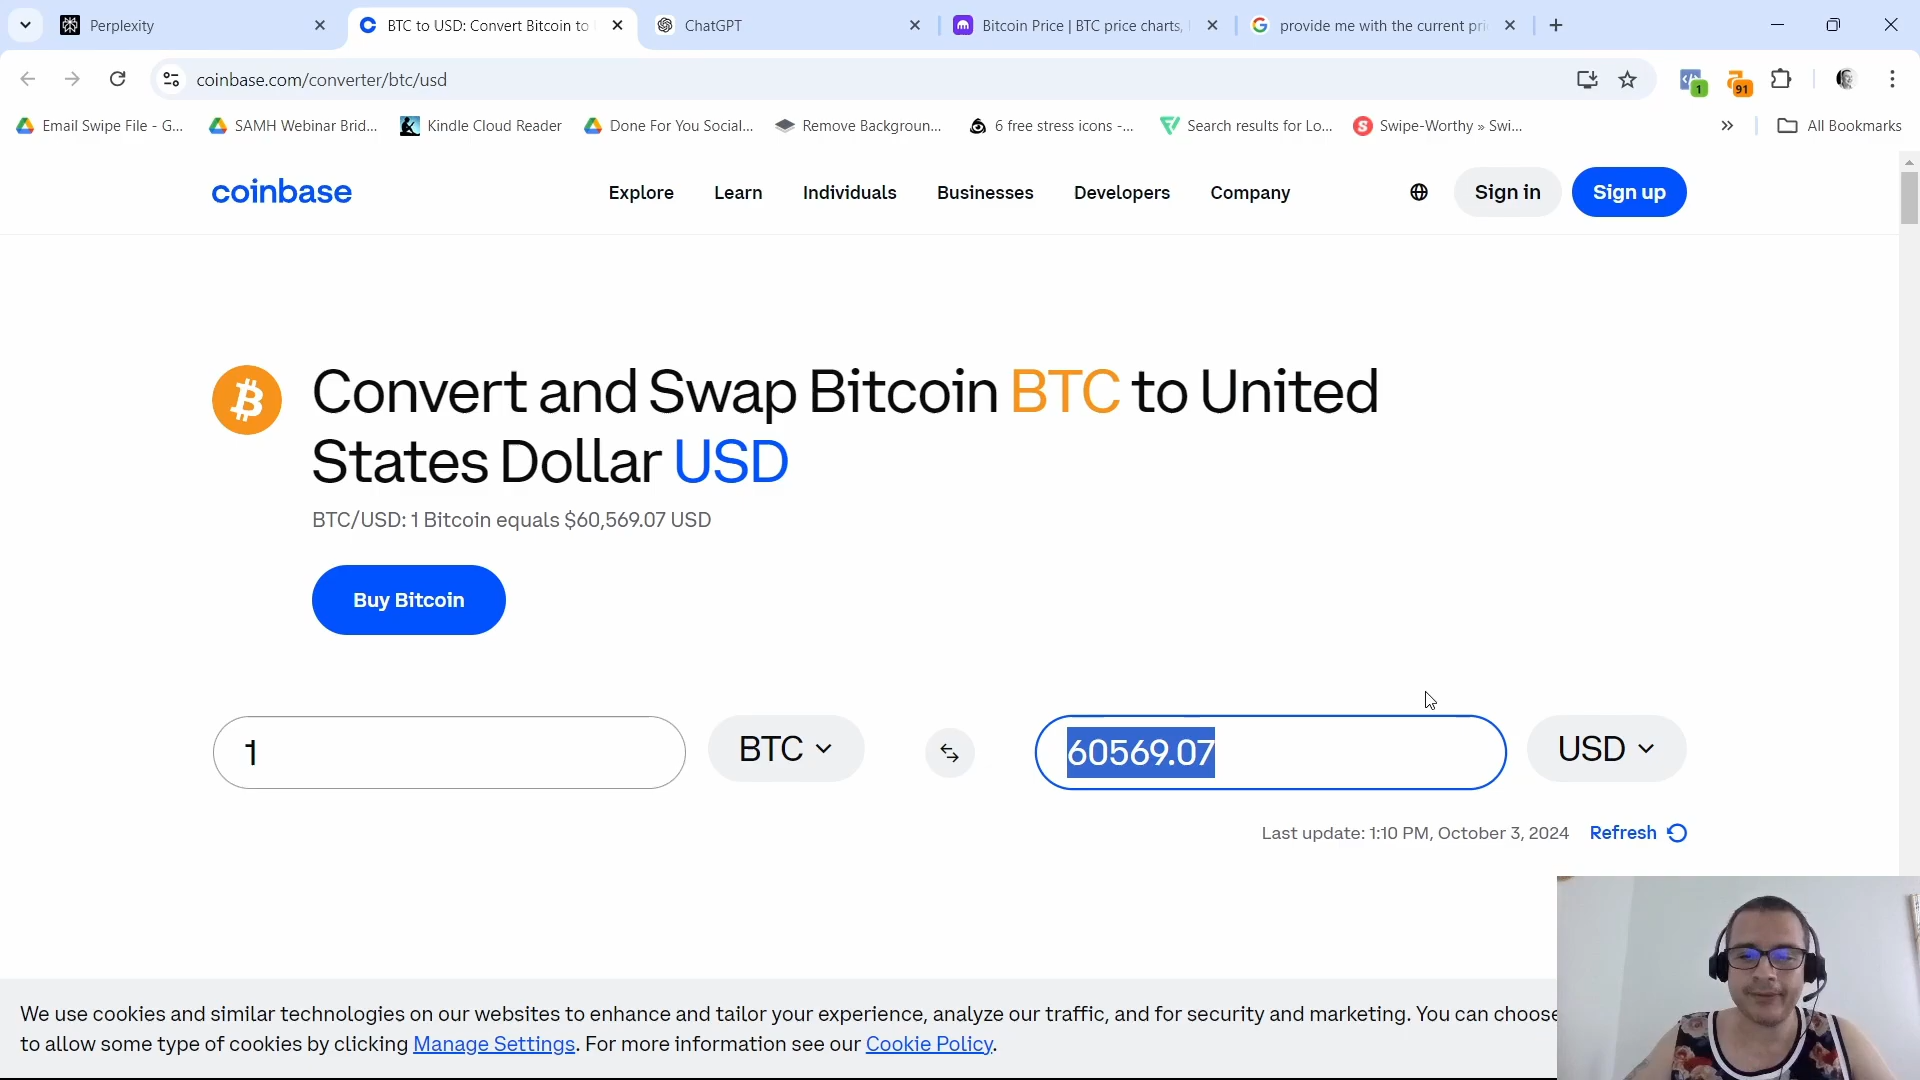 Perplexity
BTC to USD: Convert Bitcoin to
ChatGPT
Bitcoin Price | BTC price charts,
provide me with the current pri
coinbase.com/converter/btc/usd
1
91
Email Swipe File - G...
SAMH Webinar Brid...
Kindle Cloud Reader
Done For You Social...
Remove Backgroun...
6 free stress icons -...
Search results for Lo...
Swipe-Worthy » Swi...
»
All Bookmarks
coinbase
Explore
Learn
Individuals
Businesses
Developers
Company
Sign in
Sign up
Convert and Swap Bitcoin BTC to United
States Dollar USD
BTC/USD: 1 Bitcoin equals $60,569.07 USD
Buy Bitcoin
1
BTC
60569.07
USD
Last update: 1:10 PM, October 3, 2024
Refresh
We use cookies and similar technologies on our websites to enhance and tailor your experience, analyze our traffic, and for security and marketing. You can choose
to allow some type of cookies by clicking Manage Settings. For more information see our Cookie Policy.